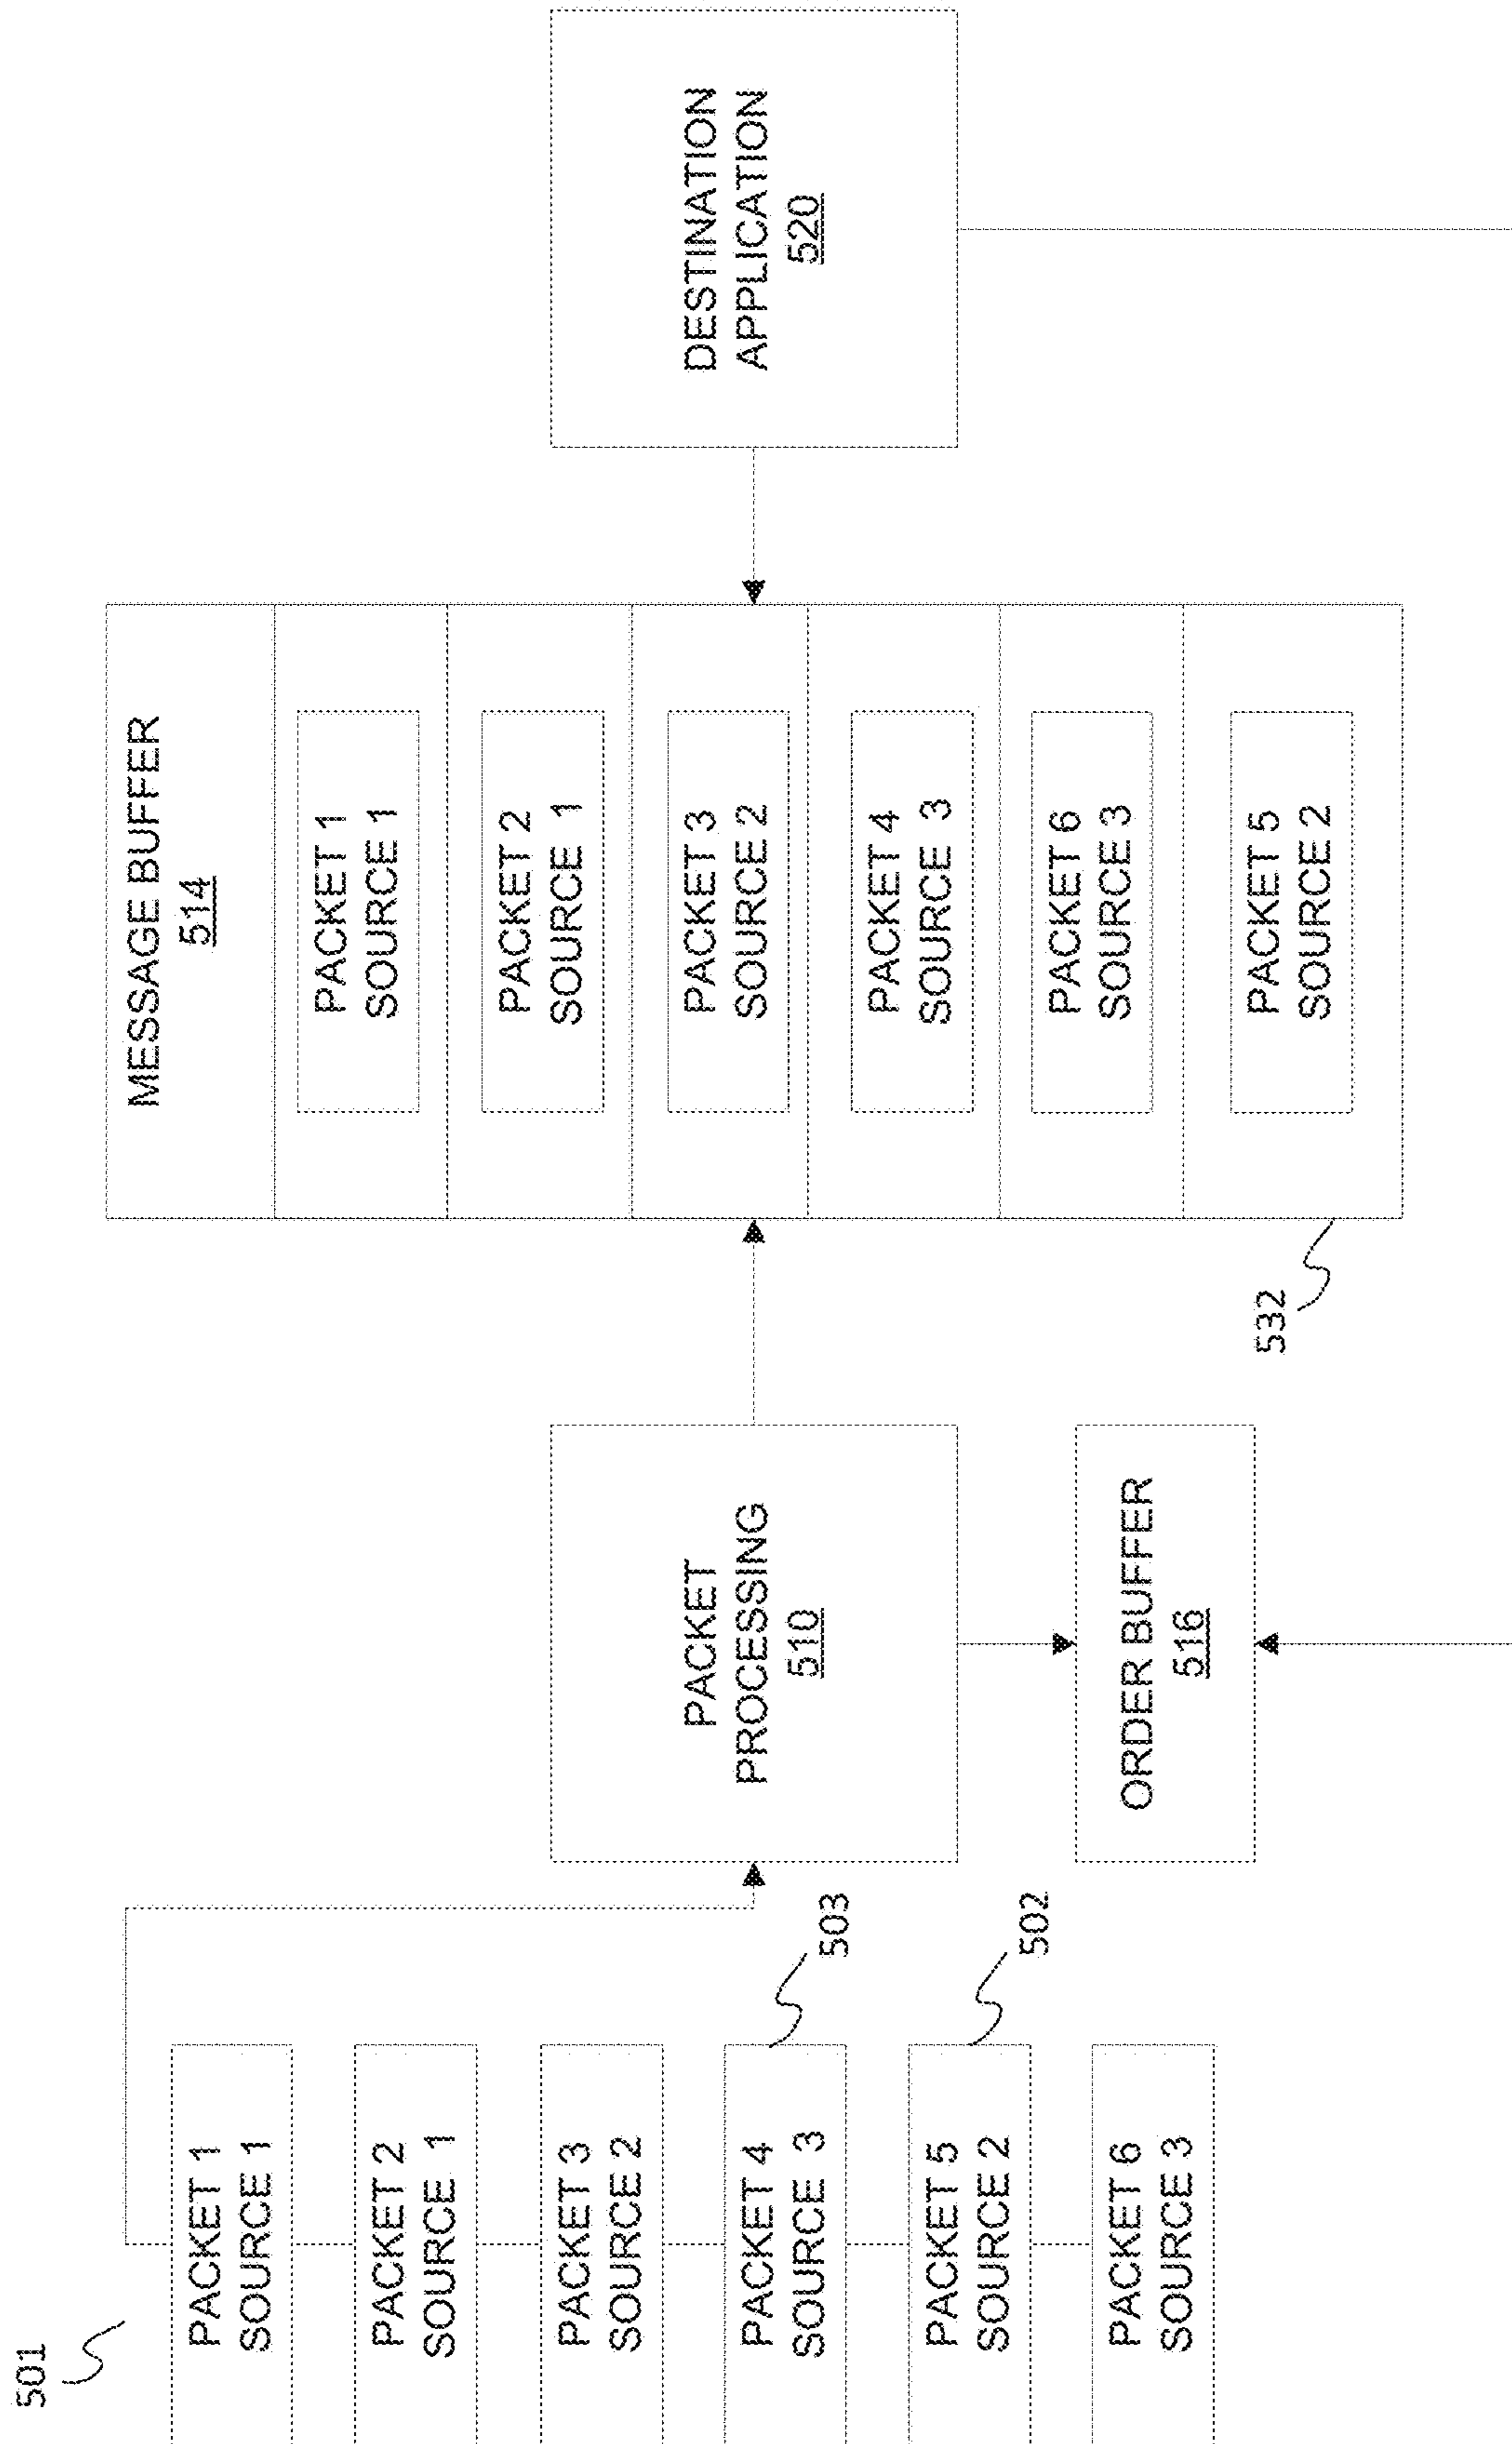 501
PACKET 1
SOURCE 1
PACKET 2
SOURCE 1
PACKET 3
SOURCE 2
PACKET 4
SOURCE 3
PACKET 5
SOURCE 2
PACKET 6
SOURCE 3
503
502
PACKET
PROCESSING
510
ORDER BUFFER
516
MESSAGE BUFFER
514
PACKET 1
SOURCE 1
PACKET 2
SOURCE 1
PACKET 3
SOURCE 2
PACKET 4
SOURCE 3
PACKET 6
SOURCE 3
PACKET 5
SOURCE 2
532
DESTINATION
APPLICATION
520